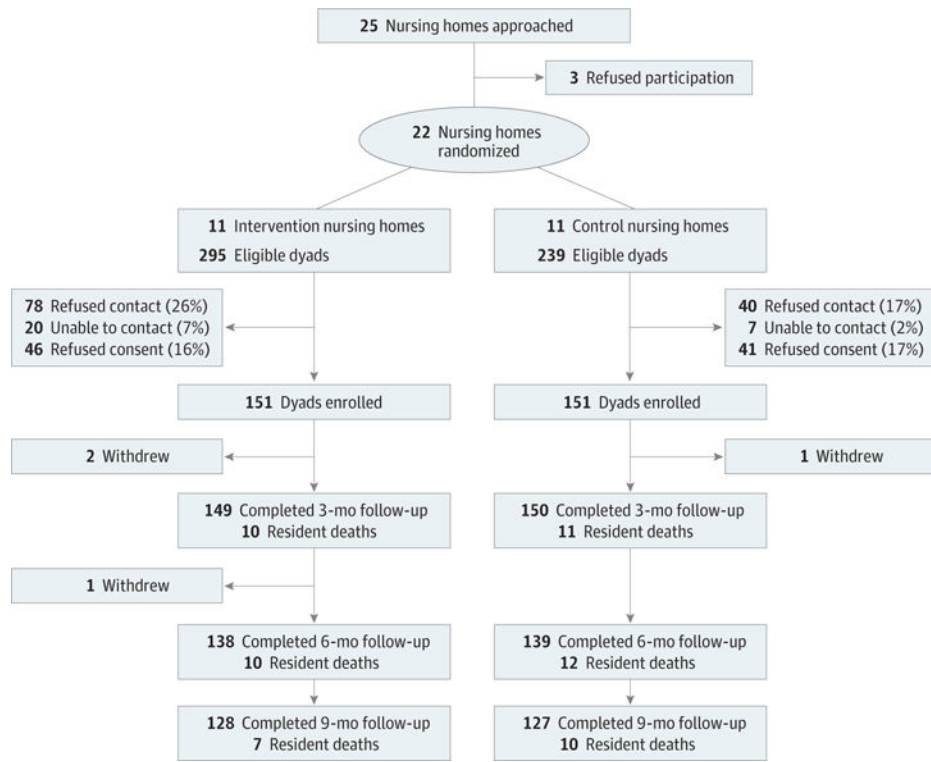 25 Nursing homes approached
3 Refused participation
22 Nursing homes
randomized
11 Intervention nursing homes
295 Eligible dyads
11 Control nursing homes
239 Eligible dyads
78 Refused contact (26%)
20 Unable to contact (7%)
46 Refused consent (16%)
40 Refused contact (17%)
7 Unable to contact (2%)
41 Refused consent (17%)
151 Dyads enrolled
151 Dyads enrolled
2 Withdrew
1 Withdrew
149 Completed 3-mo follow-up
10 Resident deaths
150 Completed 3-mo follow-up
11 Resident deaths
1 Withdrew
138 Completed 6-mo follow-up
10 Resident deaths
139 Completed 6-mo follow-up
12 Resident deaths
128 Completed 9-mo follow-up
7 Resident deaths
127 Completed 9-mo follow-up
10 Resident deaths